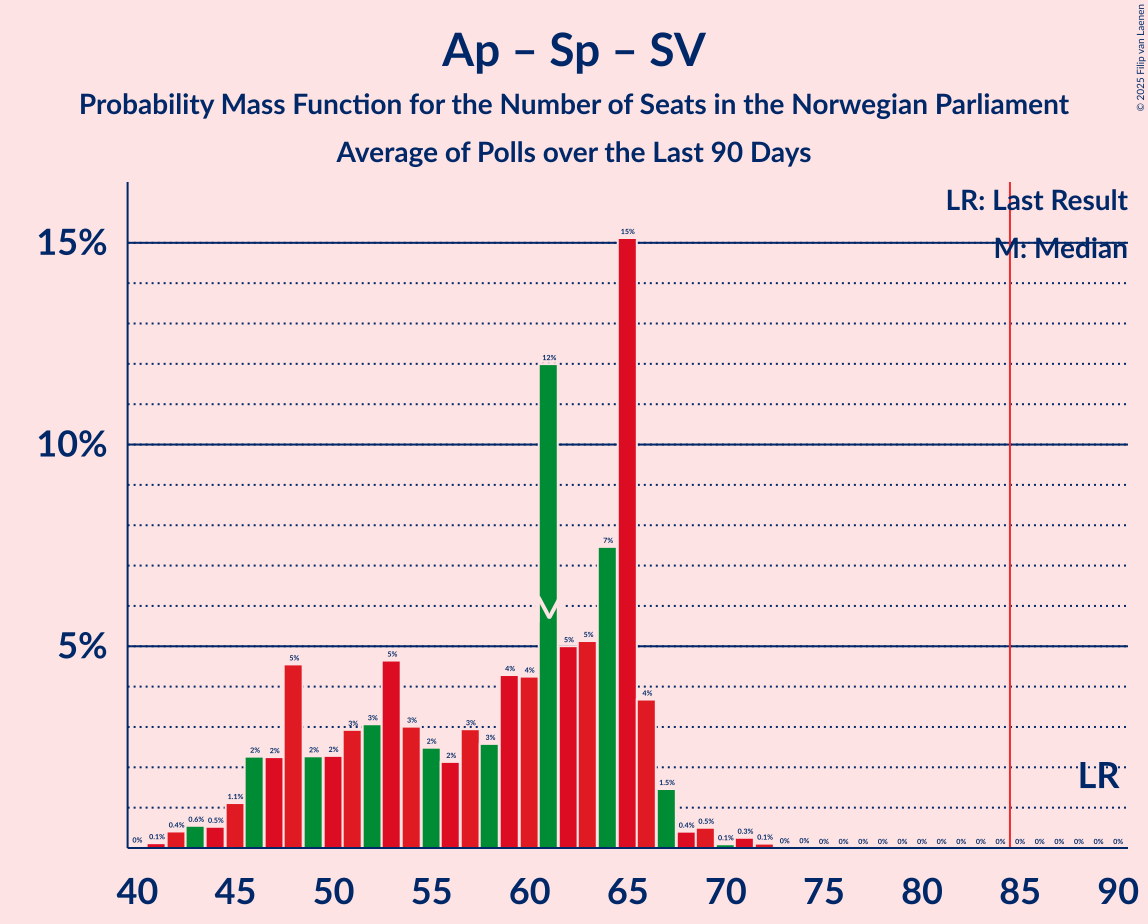 Ap – Sp – SV
Probability Mass Function for the Number of Seats in the Norwegian Parliament
Average of Polls over the Last 90 Days
© 2025 Filip van Laenen
LR: Last Result
M: Median
15%
10%
5%
0% 0.1% 0.4% 0.6% 0.5% 1.1% 2% 2% 5% 2% 2% 3% 3% 5% 3% 2% 2% 3% 3% 4% 4% 12% 5% 5% 7% 15% 4% 1.5% 0.4% 0.5% 0.1% 0.3% 0.1% 0% 0% 0% 0% 0% 0% 0% 0% 0% 0% 0% 0% 0% 0% 0% 0% 0% 0%
M
LR
40 45 50 55 60 65 70 75 80 85 90